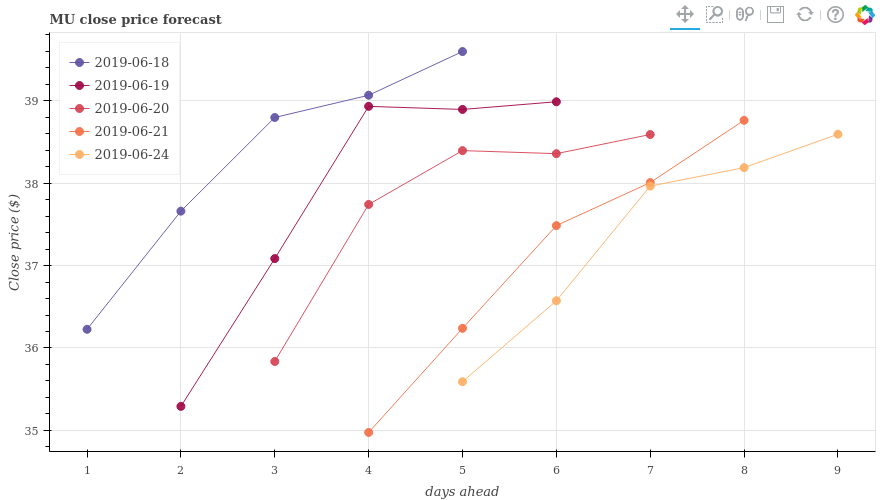 MU close price forecast
2019-06-18
2019-06-19
2019-06-20
2019-06-21
2019-06-24
39
38
37
36
35
Close price ($)
1 2 3 4 5 6 7 8 9
days ahead